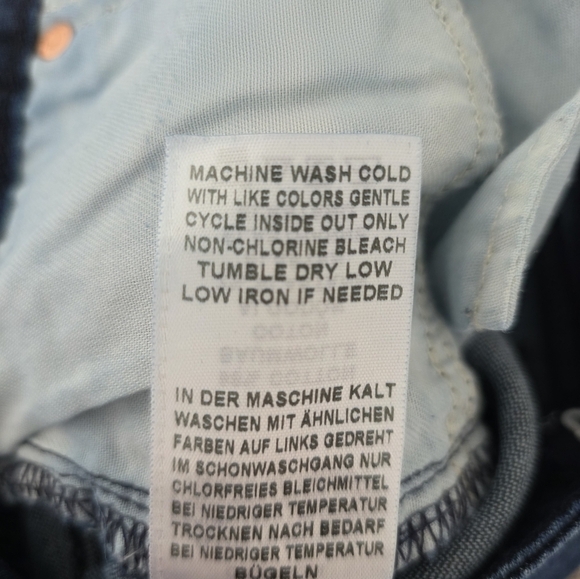 MACHINE WASH COLD
WITH LIKE COLORS GENTLE
CYCLE INSIDE OUT ONLY
NON-CHLORINE BLEACH
TUMBLE DRY LOW
LOW IRON IF NEEDED
IN DER MASCHINE KALT
WASCHEN MIT ÄHNLICHEN
FARBEN AUF LINKS GEDREHT
IM SCHONWASCHGANG NUR
CHLORFREIES BLEICHMITTEL
BEI NIEDRIGER TEMPERATUR
TROCKNEN NACH BEDARF
BEI NIEDRIGER TEMPERATUR
BÜGELN